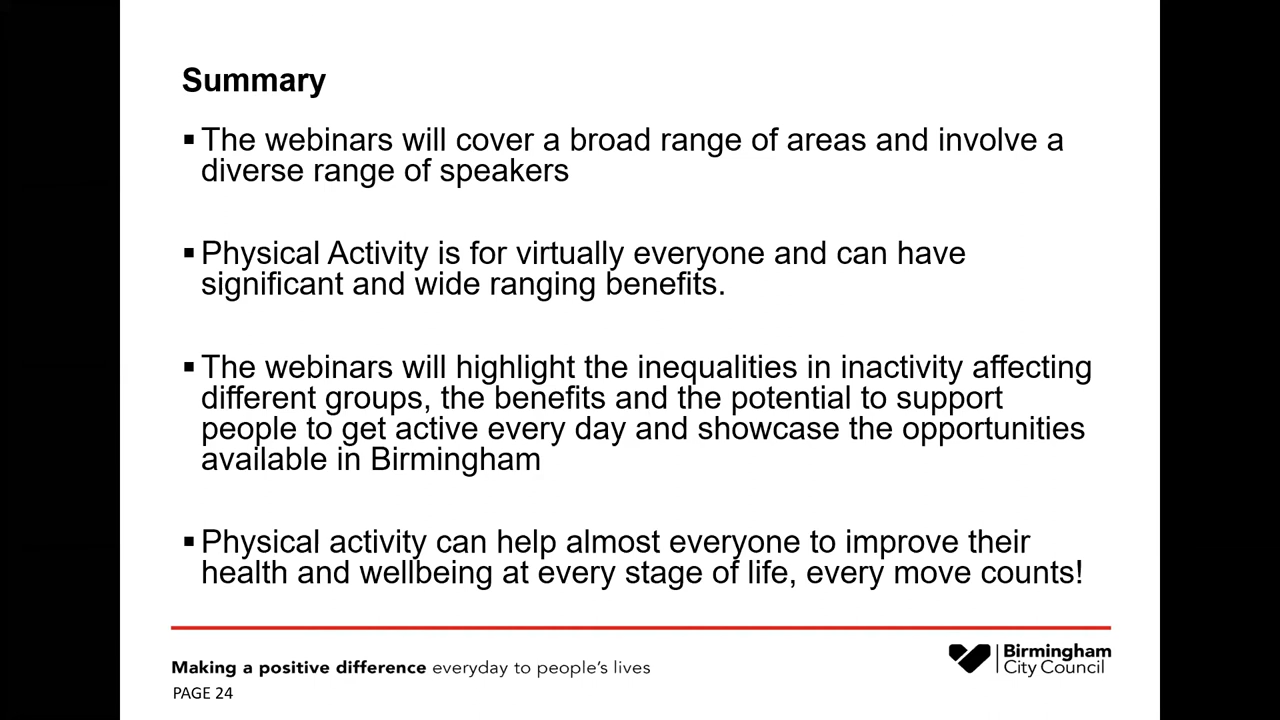 Summary
▪ The webinars will cover a broad range of areas and involve a
diverse range of speakers
▪ Physical Activity is for virtually everyone and can have
significant and wide ranging benefits.
▪ The webinars will highlight the inequalities in inactivity affecting
different groups, the benefits and the potential to support
people to get active every day and showcase the opportunities
available in Birmingham
▪ Physical activity can help almost everyone to improve their
health and wellbeing at every stage of life, every move counts!
Making a positive difference everyday to people's lives
PAGE 24
Birmingham
City Council